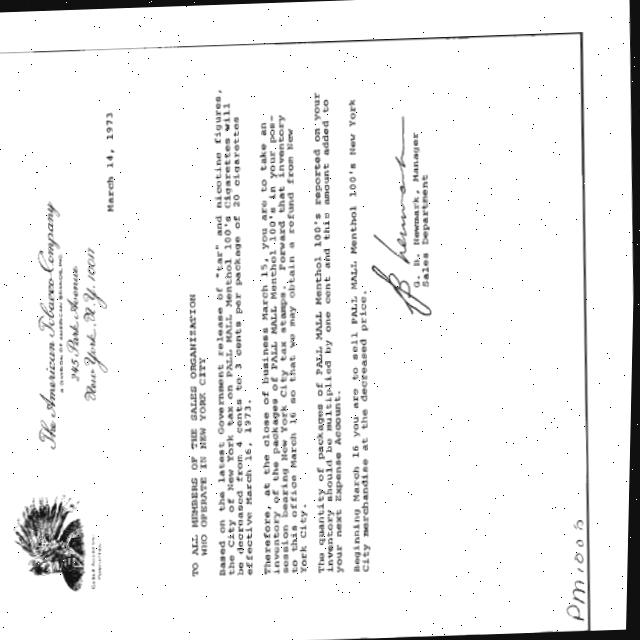 The American Tobacco Company
A DIVISION OF AMERICAN BRANDS, INC.
245 Park Avenue
New York, N.Y. 10017
March 14, 1973
TO ALL MEMBERS OF THE SALES ORGANIZATION
WHO OPERATE IN NEW YORK CITY
Based on the latest Government release of "tar" and nicotine figures,
the City of New York tax on PALL MALL Menthol 100's Cigarettes will
be decreased from 4 cents to 3 cents per package of 20 cigarettes
effective March 16, 1973.
Therefore, at the close of business March 15, you are to take an
inventory of the packages of PALL MALL Menthol 100's in your pos-
session bearing New York City tax stamps. Forward that inventory
to this office March 16 so that we may obtain a refund from New
York City.
The quantity of packages of PALL MALL Menthol 100's reported on your
inventory should be multiplied by one cent and this amount added to
your next Expense Account.
Beginning March 16 you are to sell PALL MALL Menthol 100's New York
City merchandise at the decreased price.
G. B. Newmark, Manager
Sales Department
CABLE ADDRESS
PM1005